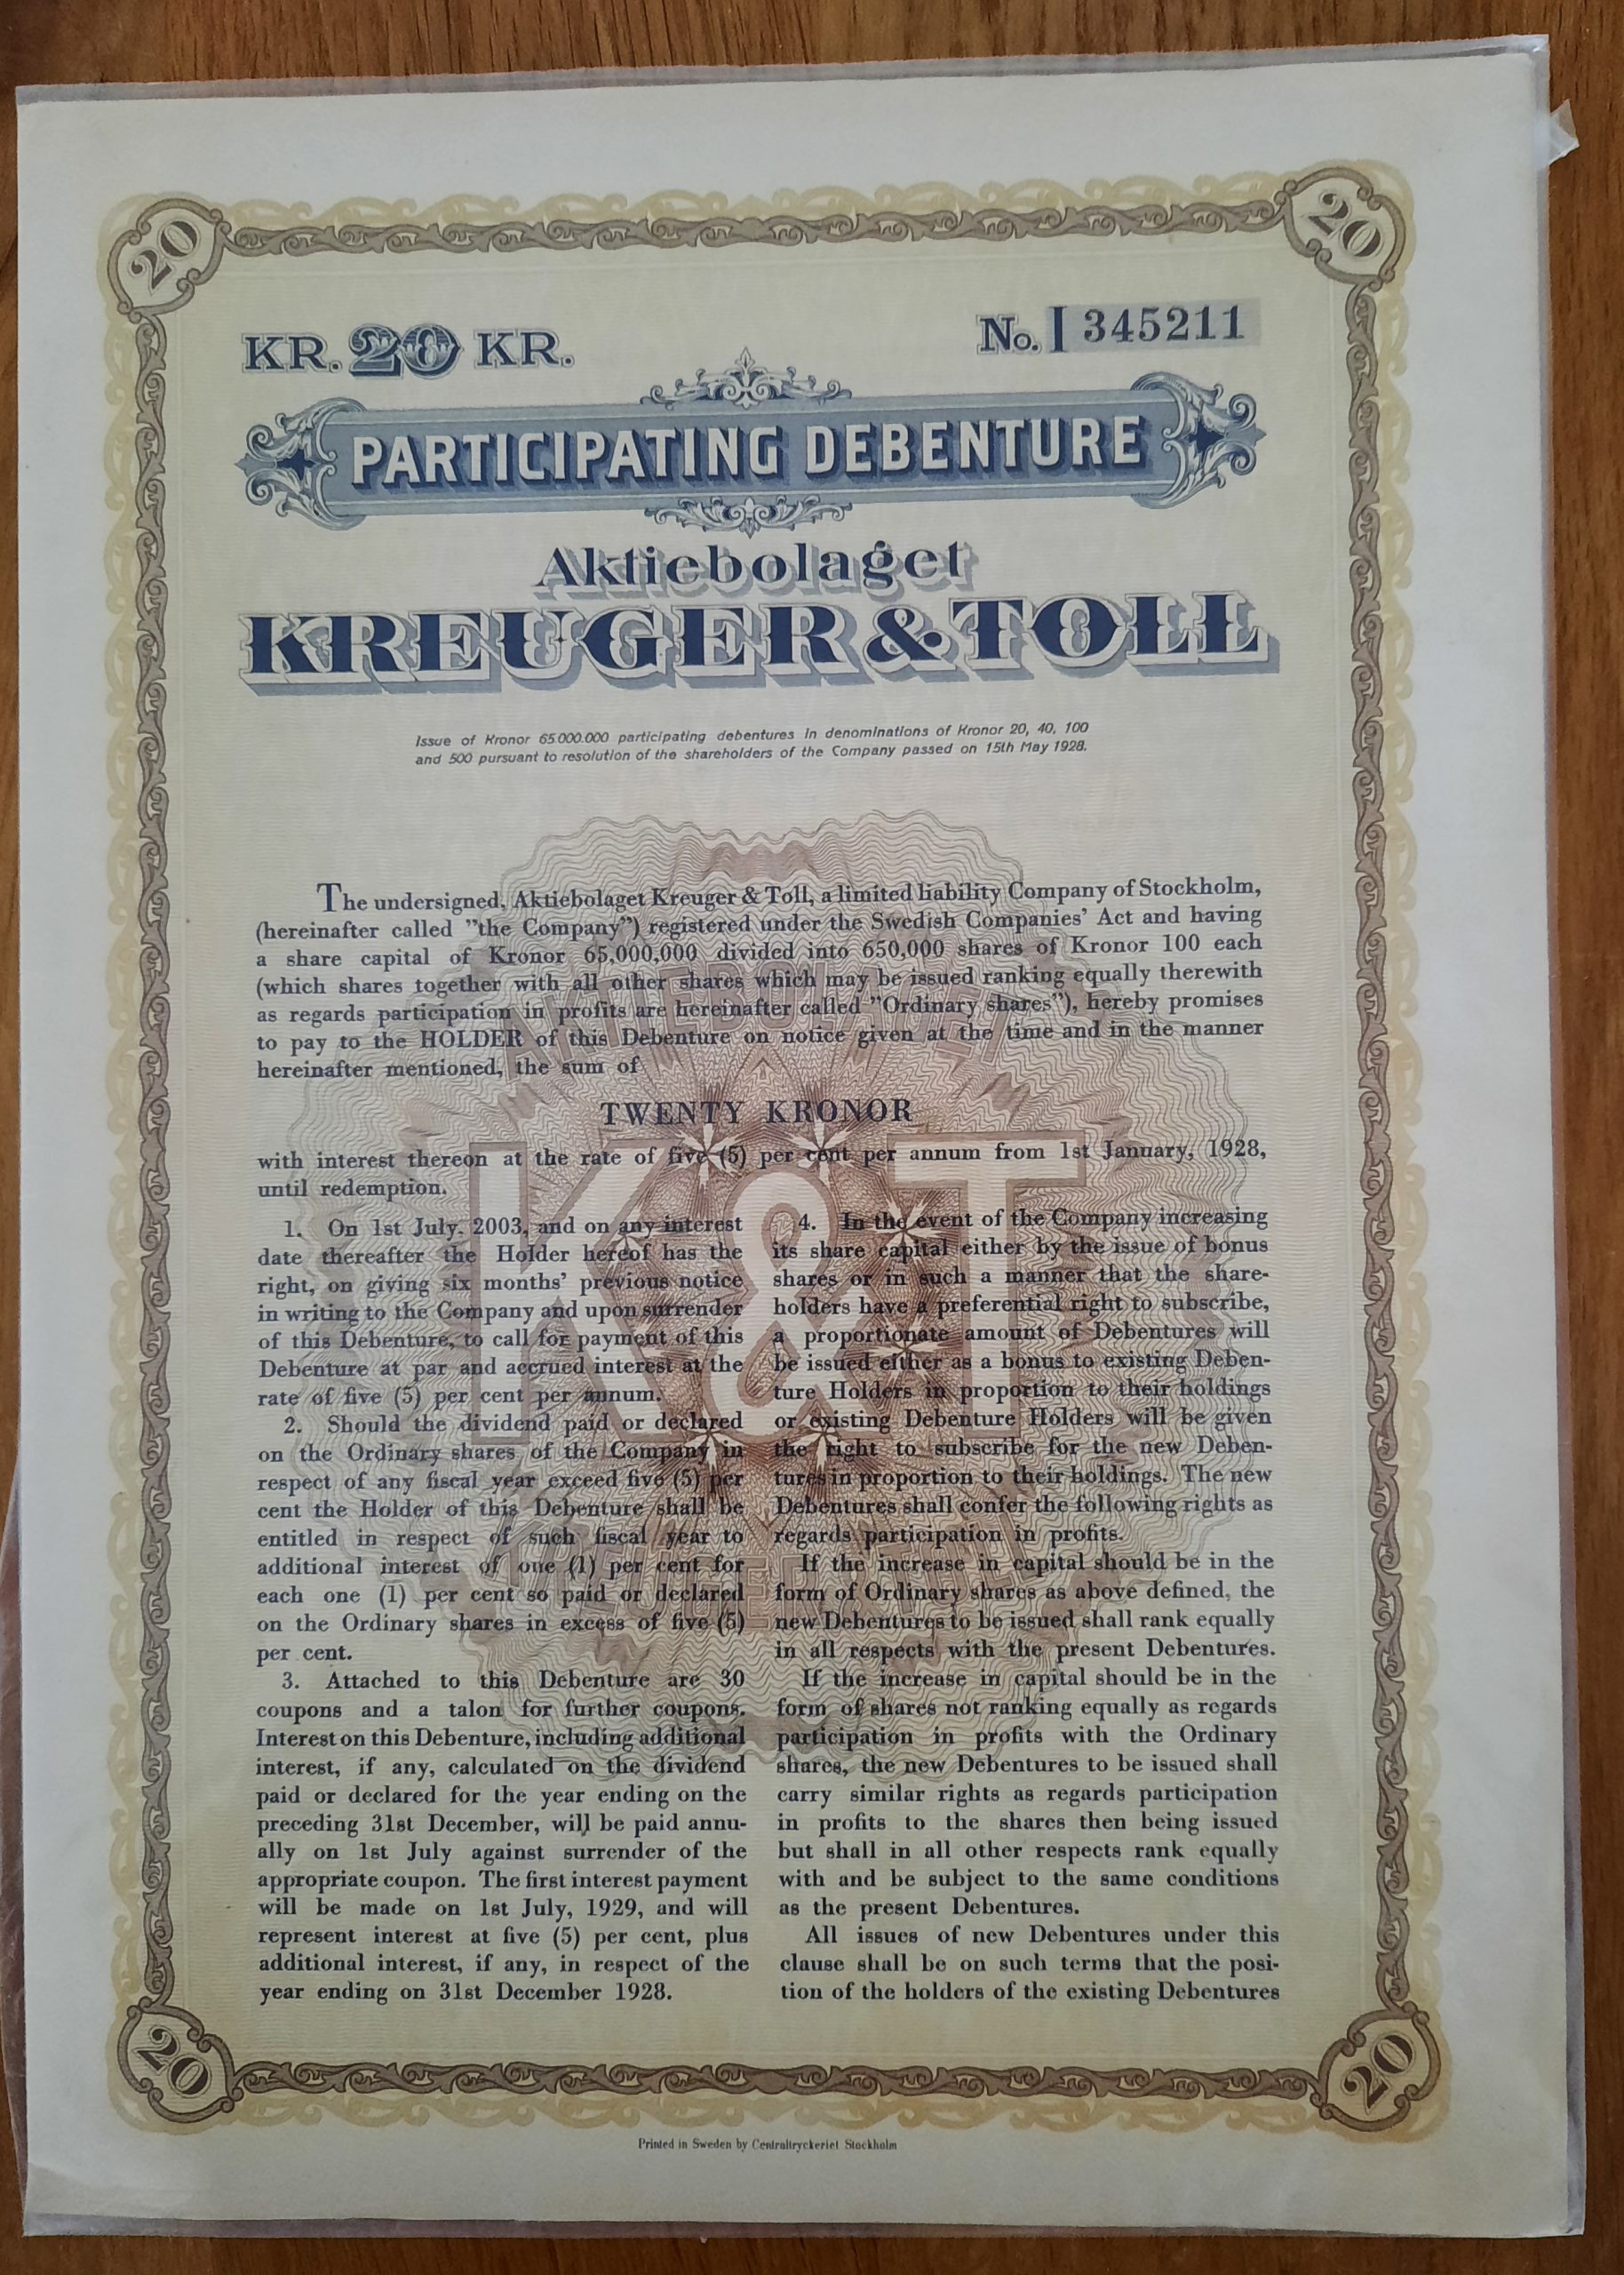 20
20
KR. 20 KR.
No. I 345211
PARTICIPATING DEBENTURE
Aktiebolaget
KREUGER & TOLL
Issue of Kronor 65.000.000 participating debentures in denominations of Kronor 20, 40, 100
and 500 pursuant to resolution of the shareholders of the Company passed on 15th May 1928.
The undersigned, Aktiebolaget Kreuger & Toll, a limited liability Company of Stockholm,
(hereinafter called "the Company") registered under the Swedish Companies' Act and having
a share capital of Kronor 65,000,000 divided into 650,000 shares of Kronor 100 each
(which shares together with all other shares which may be issued ranking equally therewith
as regards participation in profits are hereinafter called "Ordinary shares"), hereby promises
to pay to the HOLDER of this Debenture on notice given at the time and in the manner
hereinafter mentioned, the sum of
AKTIEBOLAGET
TWENTY KRONOR
K&T
with interest thereon at the rate of five (5) per cent per annum from 1st January, 1928,
until redemption.
1. On 1st July, 2003, and on any interest
date thereafter the Holder hereof has the
right, on giving six months' previous notice
in writing to the Company and upon surrender
of this Debenture, to call for payment of this
Debenture at par and accrued interest at the
rate of five (5) per cent per annum.
2. Should the dividend paid or declared
on the Ordinary shares of the Company in
respect of any fiscal year exceed five (5) per
cent the Holder of this Debenture shall be
entitled in respect of such fiscal year to
additional interest of one (1) per cent for
each one (1) per cent so paid or declared
on the Ordinary shares in excess of five (5)
per cent.
3. Attached to this Debenture are 30
coupons and a talon for further coupons.
Interest on this Debenture, including additional
interest, if any, calculated on the dividend
paid or declared for the year ending on the
preceding 31st December, will be paid annu-
ally on 1st July against surrender of the
appropriate coupon. The first interest payment
will be made on 1st July, 1929, and will
represent interest at five (5) per cent, plus
additional interest, if any, in respect of the
year ending on 31st December 1928.
4. In the event of the Company increasing
its share capital either by the issue of bonus
shares or in such a manner that the share-
holders have a preferential right to subscribe,
a proportionate amount of Debentures will
be issued either as a bonus to existing Deben-
ture Holders in proportion to their holdings
or existing Debenture Holders will be given
the right to subscribe for the new Deben-
tures in proportion to their holdings. The new
Debentures shall confer the following rights as
regards participation in profits.
If the increase in capital should be in the
form of Ordinary shares as above defined, the
new Debentures to be issued shall rank equally
in all respects with the present Debentures.
If the increase in capital should be in the
form of shares not ranking equally as regards
participation in profits with the Ordinary
shares, the new Debentures to be issued shall
carry similar rights as regards participation
in profits to the shares then being issued
but shall in all other respects rank equally
with and be subject to the same conditions
as the present Debentures.
All issues of new Debentures under this
clause shall be on such terms that the posi-
tion of the holders of the existing Debentures
KREUGER & TOLL
20
20
Printed in Sweden by Centraltryckeriet Stockholm